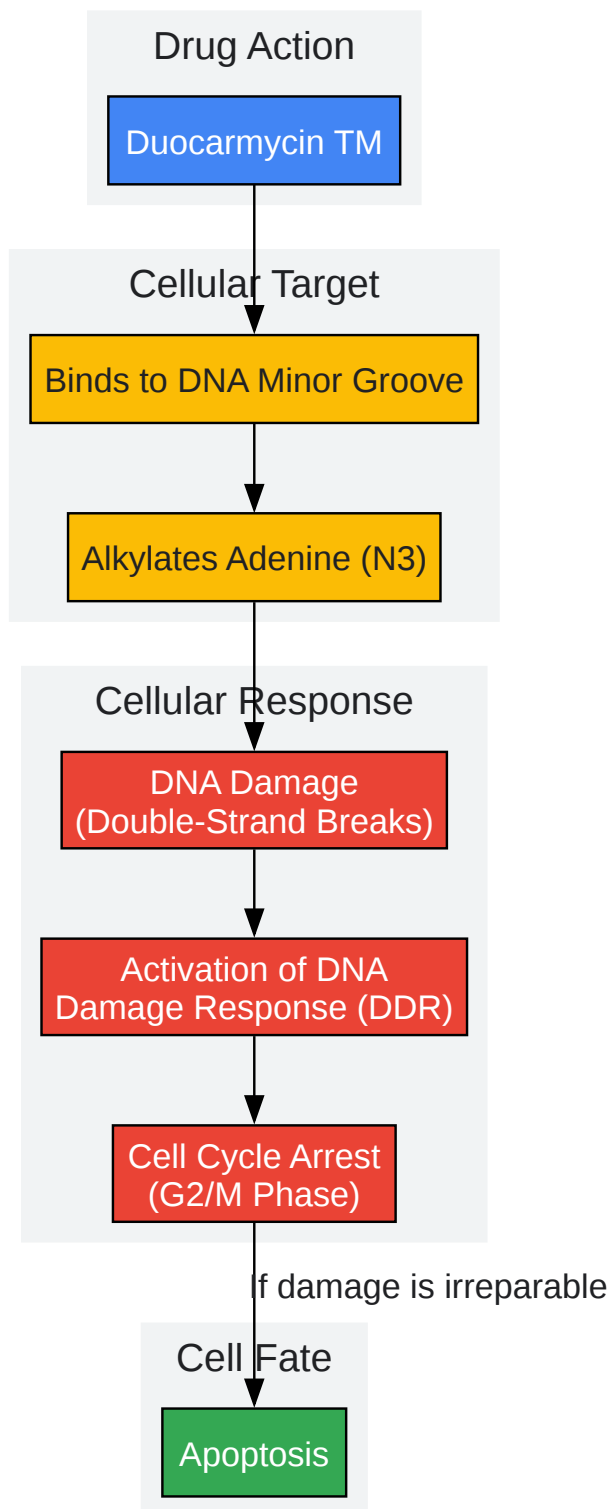 Drug Action
Duocarmycin TM
Cellular Target
Binds to DNA Minor Groove
Alkylates Adenine (N3)
Cellular Response
DNA Damage
(Double-Strand Breaks)
Activation of DNA
Damage Response (DDR)
Cell Cycle Arrest
(G2/M Phase)
If damage is irreparable
Cell Fate
Apoptosis